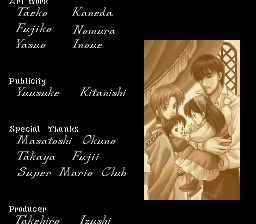 Art Work
Taeko Kaneda
Fujiko Nomura
Yasuo Inoue
Publicity
Yuusuke Kitanishi
Special Thanks
Masatoshi Okuno
Takaya Fujii
Super Mario Club
Producer
Takehiro Izushi